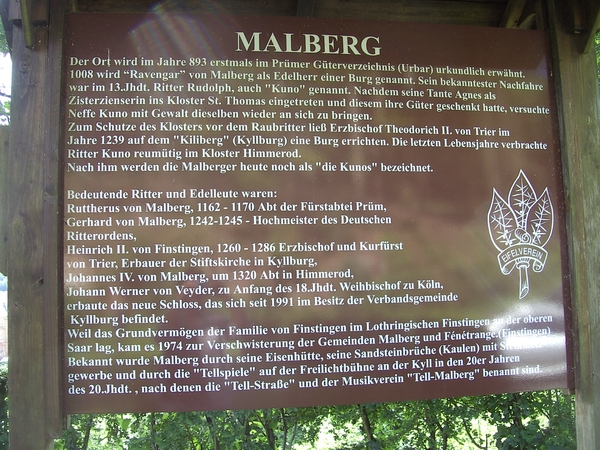 MALBERG
Der Ort wird im Jahre 893 erstmals im Prümer Güterverzeichnis (Urbar) urkundlich erwähnt.
1008 wird “Ravengar” von Malberg als Edelherr einer Burg genannt. Sein bekanntester Nachfahre
war im 13.Jhdt. Ritter Rudolph, auch "Kuno" genannt. Nachdem seine Tante Agnes als
Zisterzienserin ins Kloster St. Thomas eingetreten und diesem ihre Güter geschenkt hatte, versuchte
Neffe Kuno mit Gewalt dieselben wieder an sich zu bringen.
Zum Schutze des Klosters vor dem Raubritter ließ Erzbischof Theodorich II. von Trier im
Jahre 1239 auf dem "Kiliberg" (Kyllburg) eine Burg errichten. Die letzten Lebensjahre verbrachte
Ritter Kuno reumütig im Kloster Himmerod.
Nach ihm werden die Malberger heute noch als "die Kunos" bezeichnet.
Bedeutende Ritter und Edelleute waren:
Ruttherus von Malberg, 1162 - 1170 Abt der Fürstabtei Prüm,
Gerhard von Malberg, 1242-1245 - Hochmeister des Deutschen
Ritterordens,
Heinrich II. von Finstingen, 1260 - 1286 Erzbischof und Kurfürst
von Trier, Erbauer der Stiftskirche in Kyllburg,
Johannes IV. von Malberg, um 1320 Abt in Himmerod,
Johann Werner von Veyder, zu Anfang des 18.Jhdt. Weihbischof zu Köln,
erbaute das neue Schloss, das sich seit 1991 im Besitz der Verbandsgemeinde
Kyllburg befindet.
Weil das Grundvermögen der Familie von Finstingen im Lothringischen Finstingen an der oberen
Saar lag, kam es 1974 zur Verschwisterung der Gemeinden Malberg und Fénétrange.(Finstingen)
Bekannt wurde Malberg durch seine Eisenhütte, seine Sandsteinbrüche (Kaulen) mit
gewerbe und durch die "Tellspiele" auf der Freilichtbühne an der Kyll in den 20er Jahren
des 20.Jhdt. , nach denen die "Tell-Straße" und der Musikverein "Tell-Malberg" benannt sind.
EIFELVEREIN